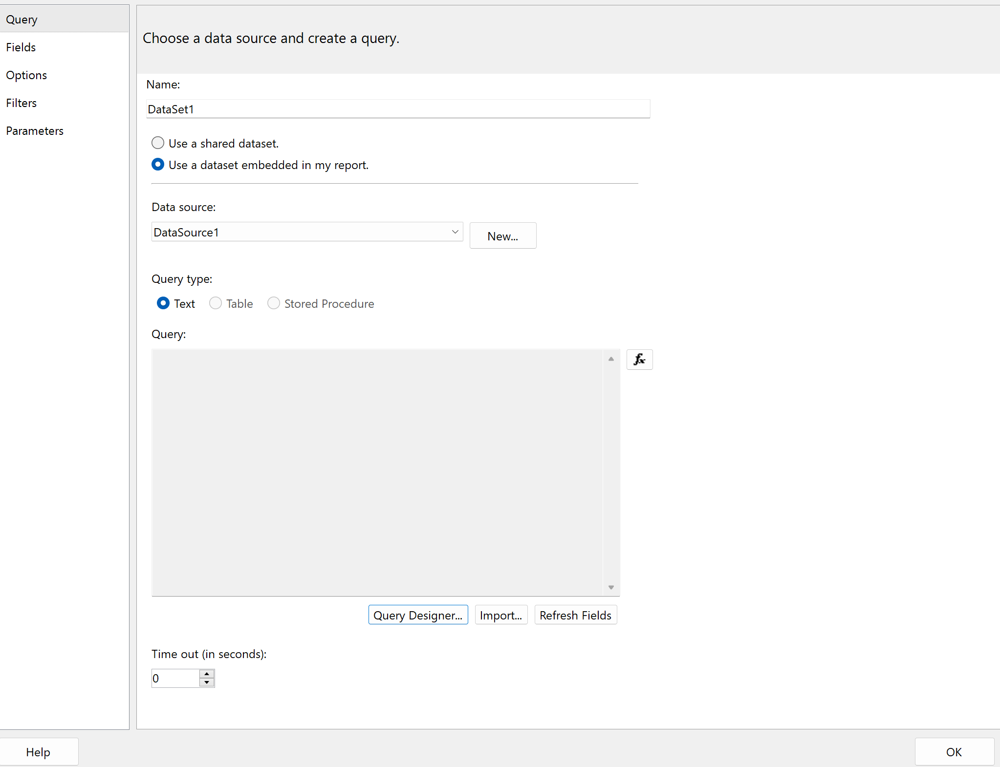 Query
Fields
Options
Filters
Parameters
Choose a data source and create a query.
Name:
DataSet1
Use a shared dataset.
Use a dataset embedded in my report.
Data source:
DataSource1
New...
Query type:
Text Table Stored Procedure
Query:
fx
Query Designer... Import... Refresh Fields
Time out (in seconds):
0
Help
OK